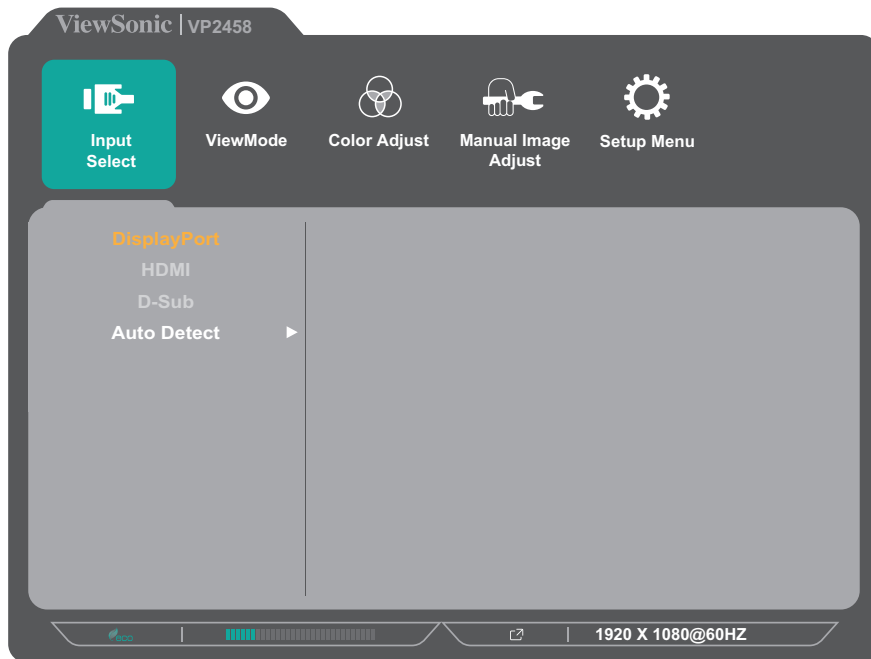 ViewSonic | VP2458
Input
Select
ViewMode
Color Adjust
Manual Image
Adjust
Setup Menu
DisplayPort
HDMI
D-Sub
Auto Detect
eco
1920 X 1080@60HZ